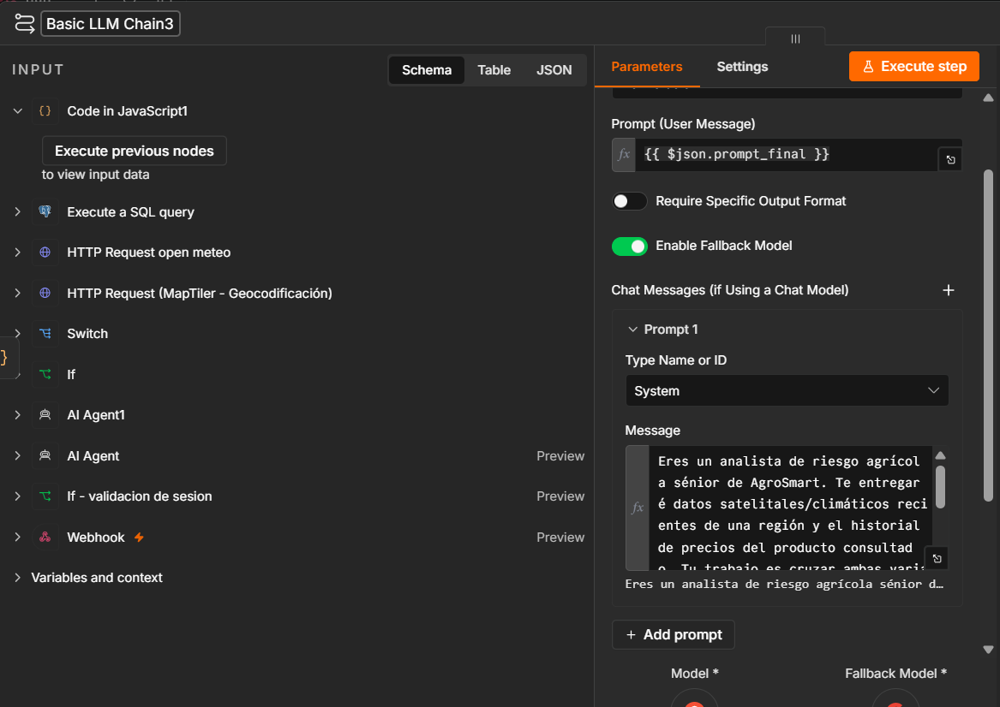 Basic LLM Chain3
INPUT
Schema
Table
JSON
Parameters
Settings
Execute step
Code in JavaScript1
Execute previous nodes
to view input data
Execute a SQL query
HTTP Request open meteo
HTTP Request (MapTiler - Geocodificación)
Switch
If
AI Agent1
AI Agent
Preview
If - validacion de sesion
Preview
Webhook
Preview
Variables and context
Prompt (User Message)
fx
{{ $json.prompt_final }}
Require Specific Output Format
Enable Fallback Model
Chat Messages (if Using a Chat Model)
Prompt 1
Type Name or ID
System
Message
fx
Eres un analista de riesgo agrícol
a sénior de AgroSmart. Te entregar
é datos satelitales/climáticos reci
entes de una región y el historial
de precios del producto consultad
o. Tu trabajo es cruzar ambas varia
Eres un analista de riesgo agrícola sénior d…
+ Add prompt
Model *
Fallback Model *